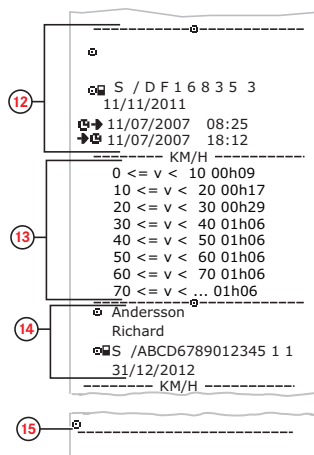 12
S / D F 1 6 8 3 5 3
11/11/2011
11/07/2007 08:25
11/07/2007 18:12
KM/H
13
0 <= v < 10 00h09
10 <= v < 20 00h17
20 <= v < 30 00h29
30 <= v < 40 01h06
40 <= v < 50 01h06
50 <= v < 60 01h06
60 <= v < 70 01h06
70 <= v < ... 01h06
14
Andersson
Richard
S /ABCD6789012345 1 1
31/12/2012
KM/H
15